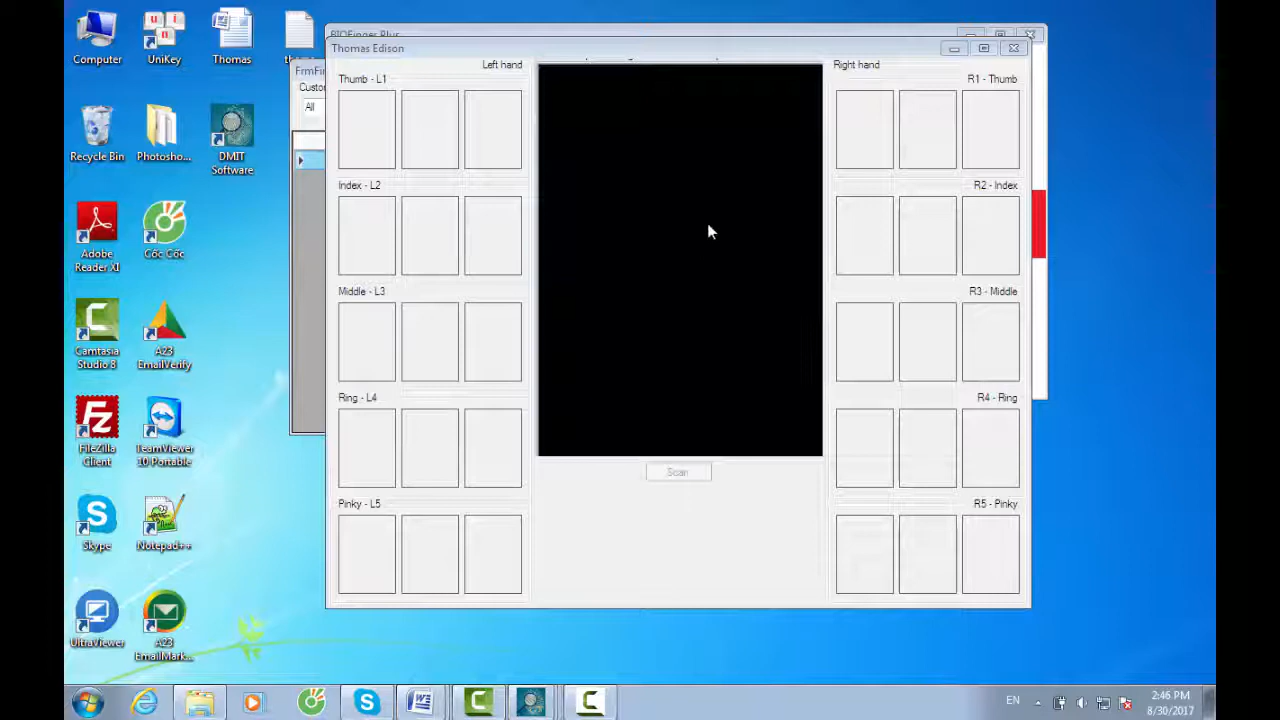 Computer
UniKey
Thomas
Recycle Bin
Photosho...
DMIT
Software
Adobe
Reader XI
Cốc Cốc
Camtasia
Studio 8
A23
EmailVerify
FileZilla
Client
TeamViewer
10 Portable
Skype
Notepad++
UltraViewer
A23
EmailMark...
Custo
All
Thomas Edison
Left hand
Right hand
Thumb - L1
R1 - Thumb
Index - L2
R2 - Index
Middle - L3
R3 - Middle
Ring - L4
R4 - Ring
Scan
Pinky - L5
R5 - Pinky
EN
2:46 PM
8/30/2017